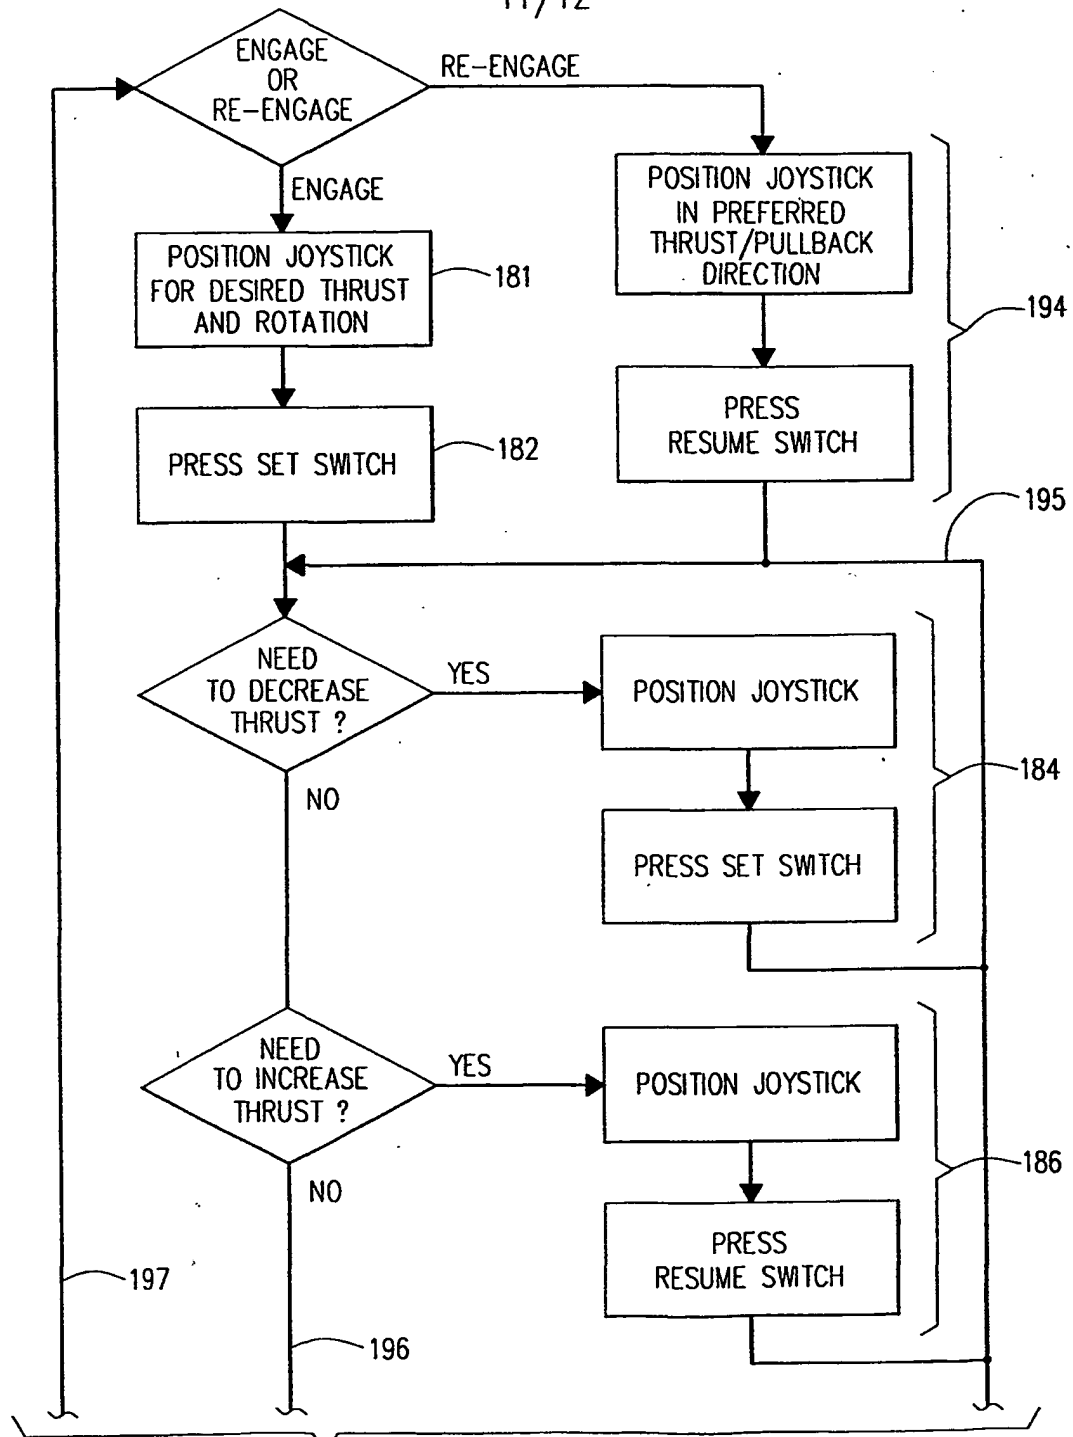 11/12
ENGAGE
OR
RE-ENGAGE
RE-ENGAGE
ENGAGE
POSITION JOYSTICK
FOR DESIRED THRUST
AND ROTATION
181
PRESS SET SWITCH
182
POSITION JOYSTICK
IN PREFERRED
THRUST/PULLBACK
DIRECTION
194
PRESS
RESUME SWITCH
195
NEED
TO DECREASE
THRUST ?
YES
NO
POSITION JOYSTICK
184
PRESS SET SWITCH
NEED
TO INCREASE
THRUST ?
YES
NO
POSITION JOYSTICK
186
PRESS
RESUME SWITCH
197
196